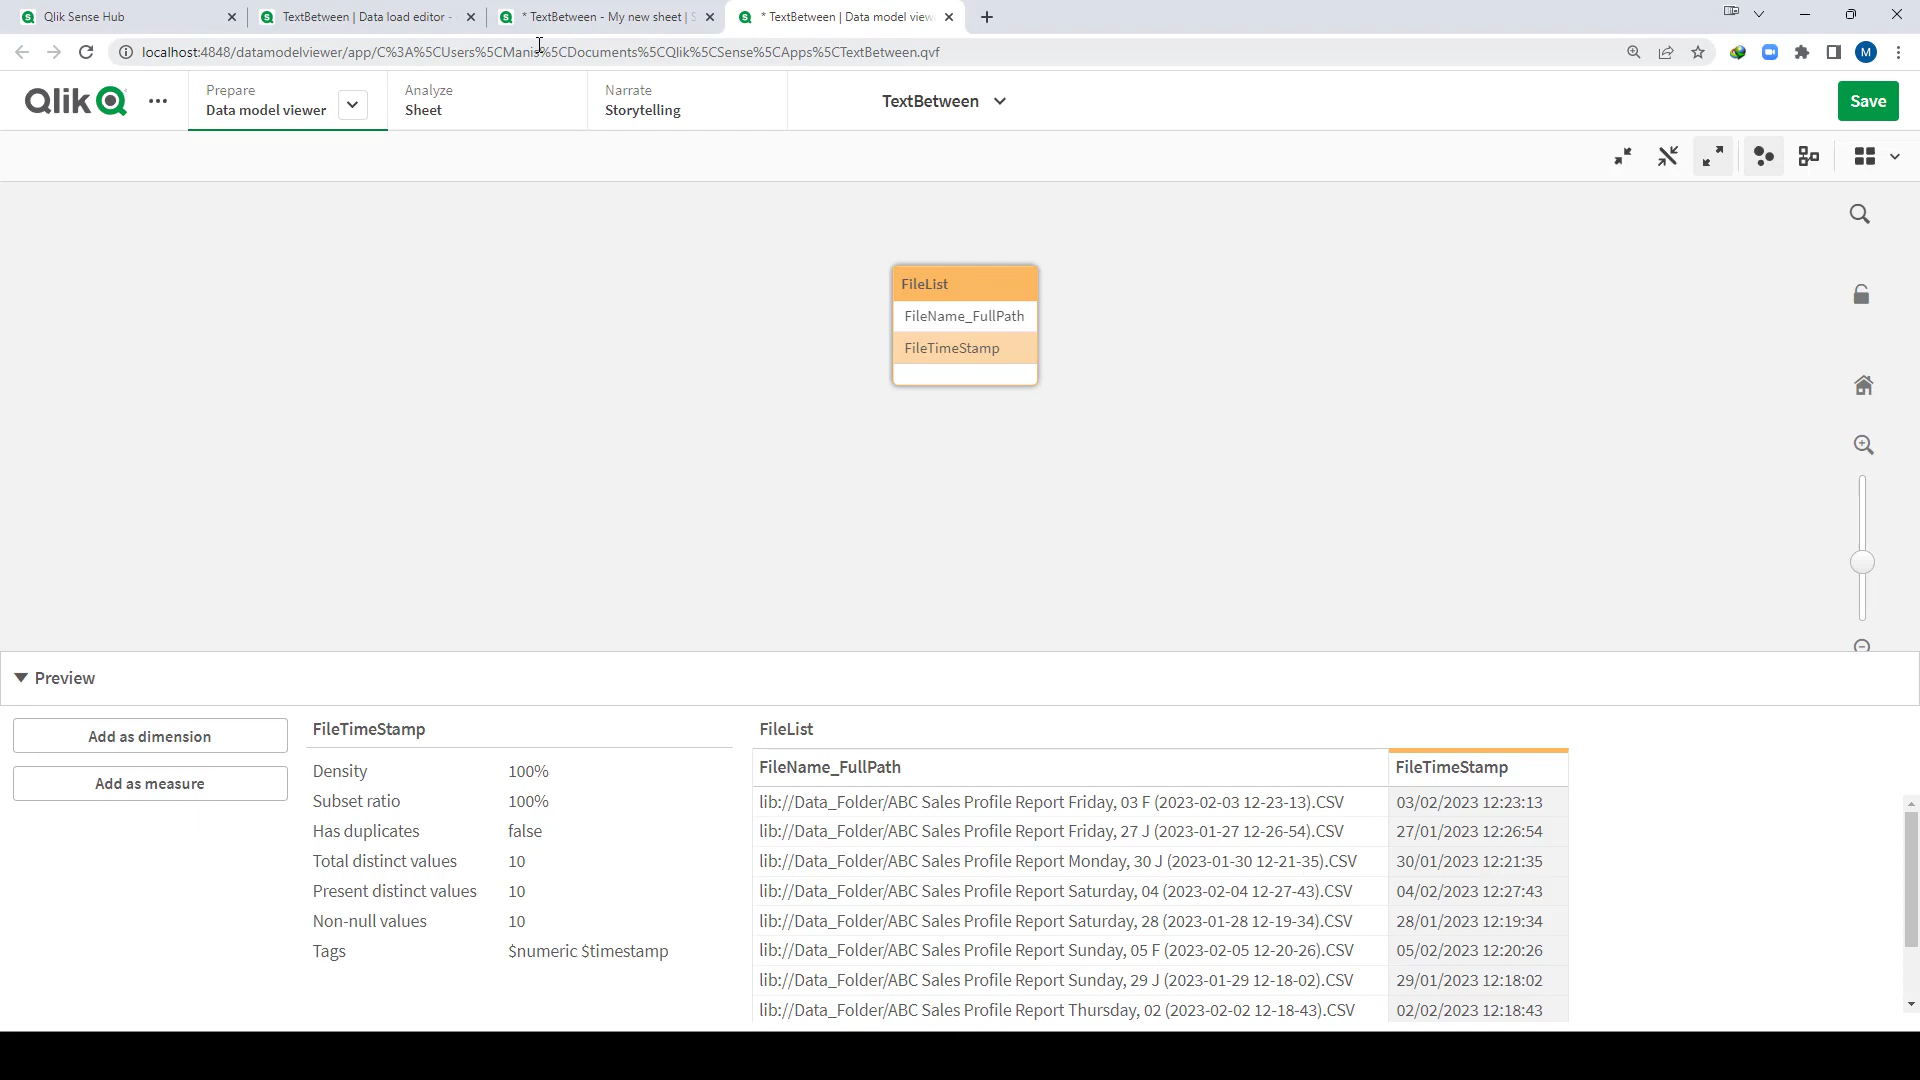 Qlik Sense Hub
TextBetween | Data load editor -
* TextBetween - My new sheet | S
* TextBetween | Data model view
localhost:4848/datamodelviewer/app/C%3A%5CUsers%5CManis%5CDocuments%5CQlik%5CSense%5CApps%5CTextBetween.qvf
M
Qlik
Prepare
Data model viewer
Analyze
Sheet
Narrate
Storytelling
TextBetween
Save
FileList
FileName_FullPath
FileTimeStamp
Preview
Add as dimension
Add as measure
FileTimeStamp
Density 100%
Subset ratio 100%
Has duplicates false
Total distinct values 10
Present distinct values 10
Non-null values 10
Tags $numeric $timestamp
FileList
FileName_FullPath FileTimeStamp
lib://Data_Folder/ABC Sales Profile Report Friday, 03 F (2023-02-03 12-23-13).CSV 03/02/2023 12:23:13
lib://Data_Folder/ABC Sales Profile Report Friday, 27 J (2023-01-27 12-26-54).CSV 27/01/2023 12:26:54
lib://Data_Folder/ABC Sales Profile Report Monday, 30 J (2023-01-30 12-21-35).CSV 30/01/2023 12:21:35
lib://Data_Folder/ABC Sales Profile Report Saturday, 04 (2023-02-04 12-27-43).CSV 04/02/2023 12:27:43
lib://Data_Folder/ABC Sales Profile Report Saturday, 28 (2023-01-28 12-19-34).CSV 28/01/2023 12:19:34
lib://Data_Folder/ABC Sales Profile Report Sunday, 05 F (2023-02-05 12-20-26).CSV 05/02/2023 12:20:26
lib://Data_Folder/ABC Sales Profile Report Sunday, 29 J (2023-01-29 12-18-02).CSV 29/01/2023 12:18:02
lib://Data_Folder/ABC Sales Profile Report Thursday, 02 (2023-02-02 12-18-43).CSV 02/02/2023 12:18:43